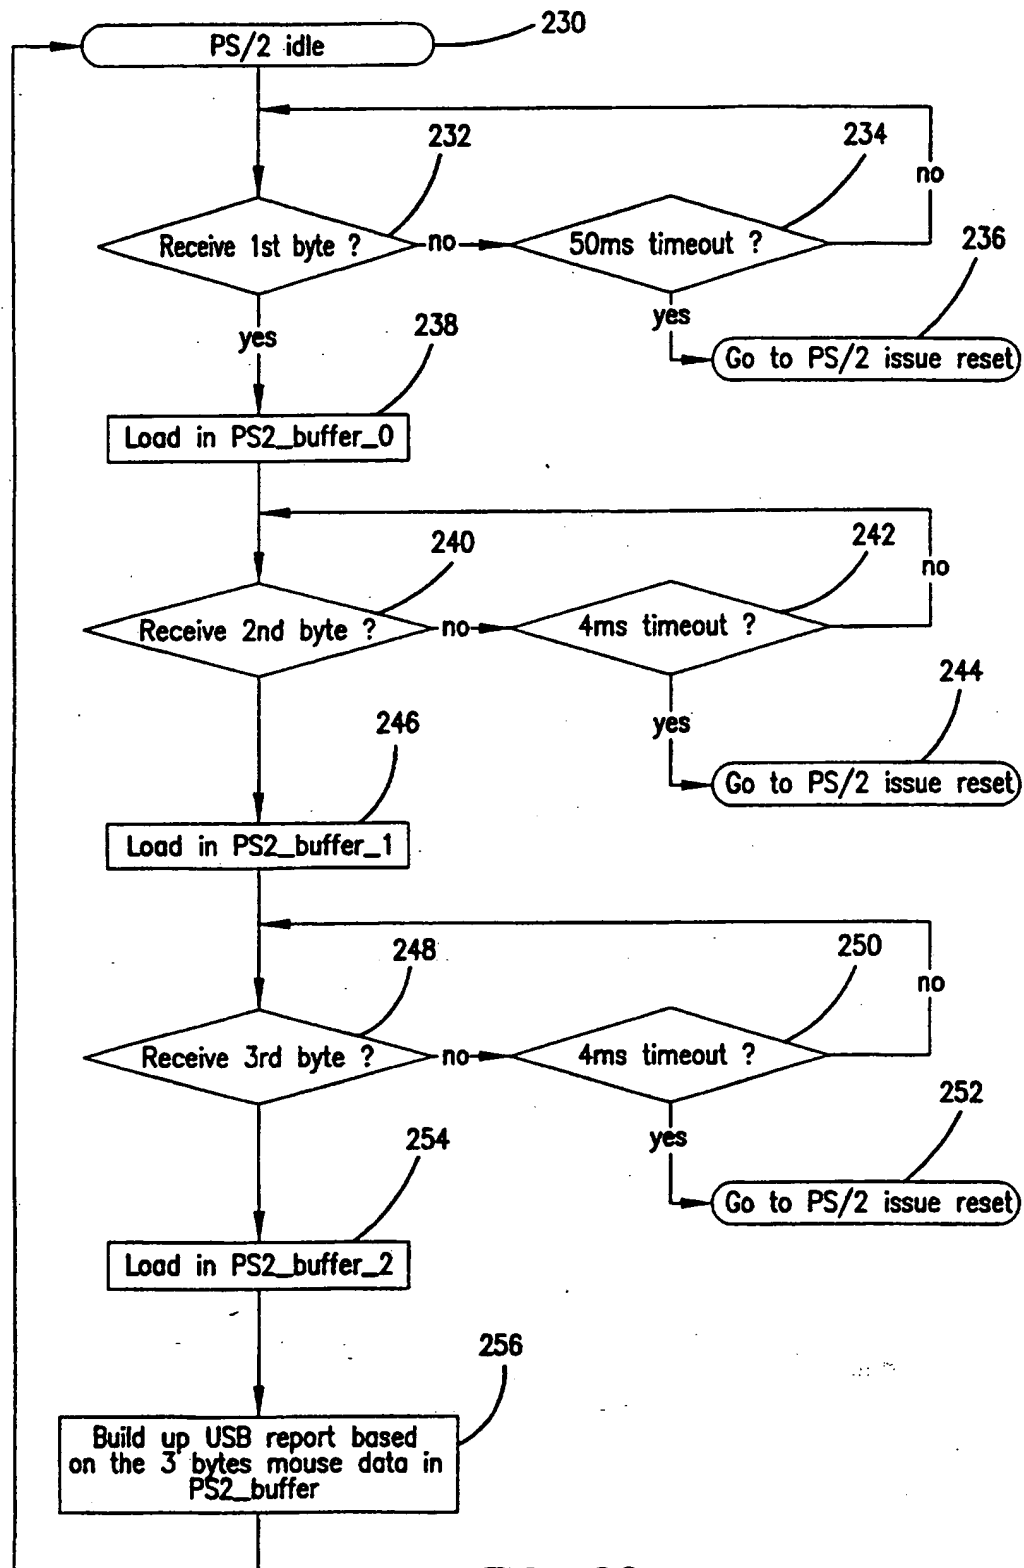 230
PS/2 idle
232
234
no
Receive 1st byte ?
no
50ms timeout ?
236
yes
238
yes
Go to PS/2 issue reset
Load in PS2_buffer_0
240
242
no
Receive 2nd byte ?
no
4ms timeout ?
244
246
yes
Go to PS/2 issue reset
Load in PS2_buffer_1
248
250
no
Receive 3rd byte ?
no
4ms timeout ?
252
254
yes
Go to PS/2 issue reset
Load in PS2_buffer_2
256
Build up USB report based
on the 3 bytes mouse data in
PS2_buffer